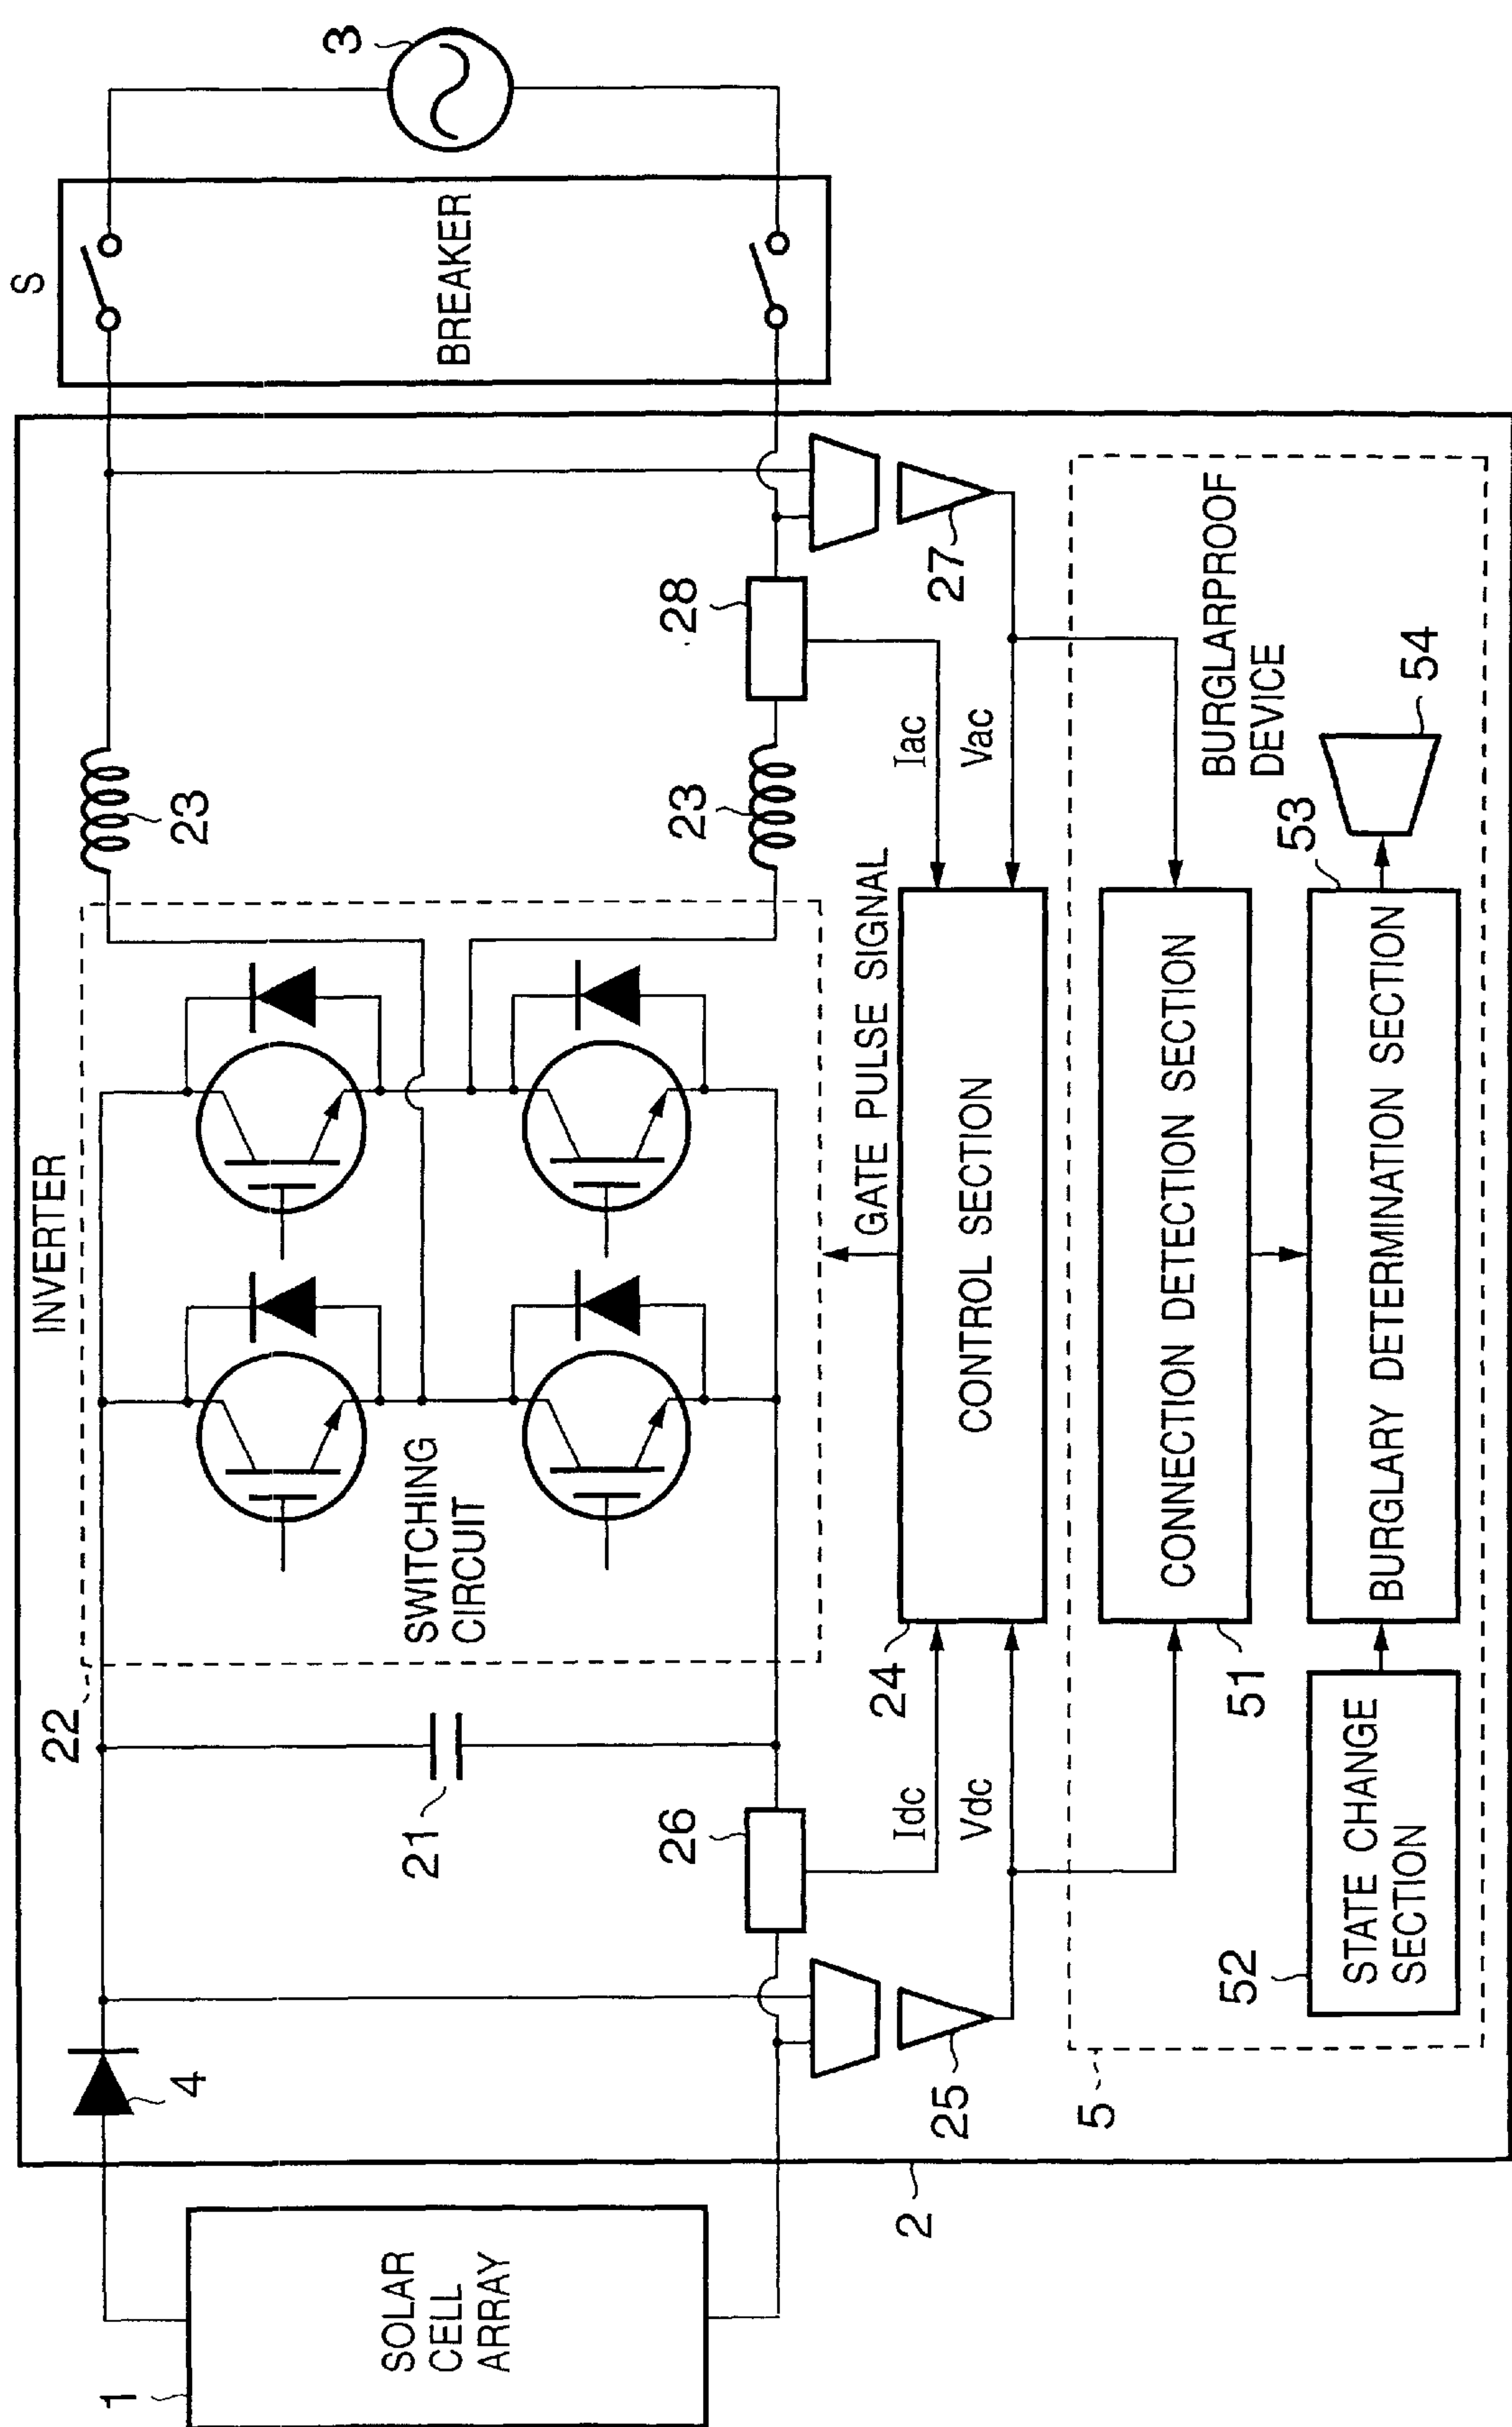 INVERTER
S
3
BREAKER
22
SWITCHING
CIRCUIT
23
23
4
21
26
28
1
SOLAR
CELL
ARRAY
2
25
27
Idc
Vdc
Iac
Vac
GATE PULSE SIGNAL
24
CONTROL SECTION
5
51
CONNECTION DETECTION SECTION
BURGLARPROOF
DEVICE
52
STATE CHANGE
SECTION
53
BURGLARY DETERMINATION SECTION
54